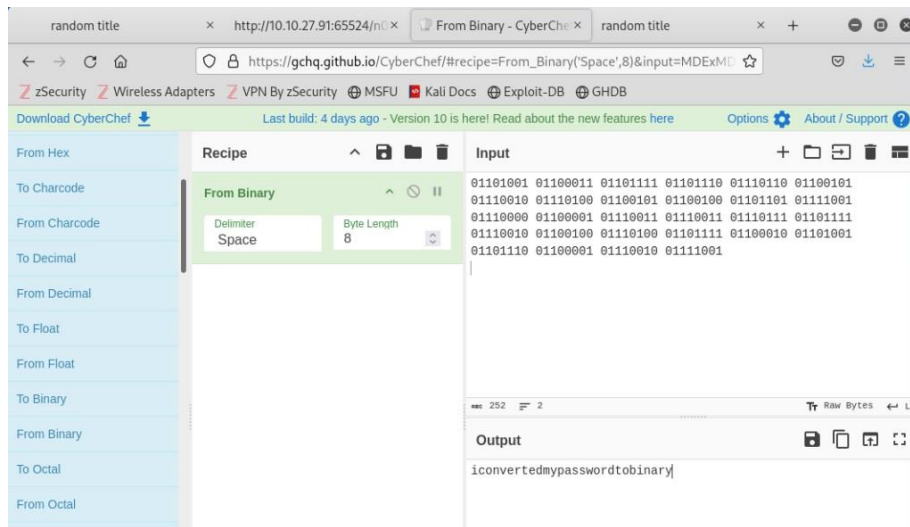 random title
http://10.10.27.91:65524/n0
From Binary - CyberChe
random title
https://gchq.github.io/CyberChef/#recipe=From_Binary('Space',8)&input=MDExMD
zSecurity Wireless Adapters VPN By zSecurity MSFU Kali Docs Exploit-DB GHDB
Download CyberChef
Last build: 4 days ago - Version 10 is here! Read about the new features here
Options
About / Support
From Hex
To Charcode
From Charcode
To Decimal
From Decimal
To Float
From Float
To Binary
From Binary
To Octal
From Octal
Recipe
From Binary
Delimiter
Space
Byte Length
8
Input
01101001 01100011 01101111 01101110 01110110 01100101
01110010 01110100 01100101 01100100 01101101 01111001
01110000 01100001 01110011 01110011 01110111 01101111
01110010 01100100 01110100 01101111 01100010 01101001
01101110 01100001 01110010 01111001
252 2
Raw Bytes L
Output
iconvertedmypasswordtobinary